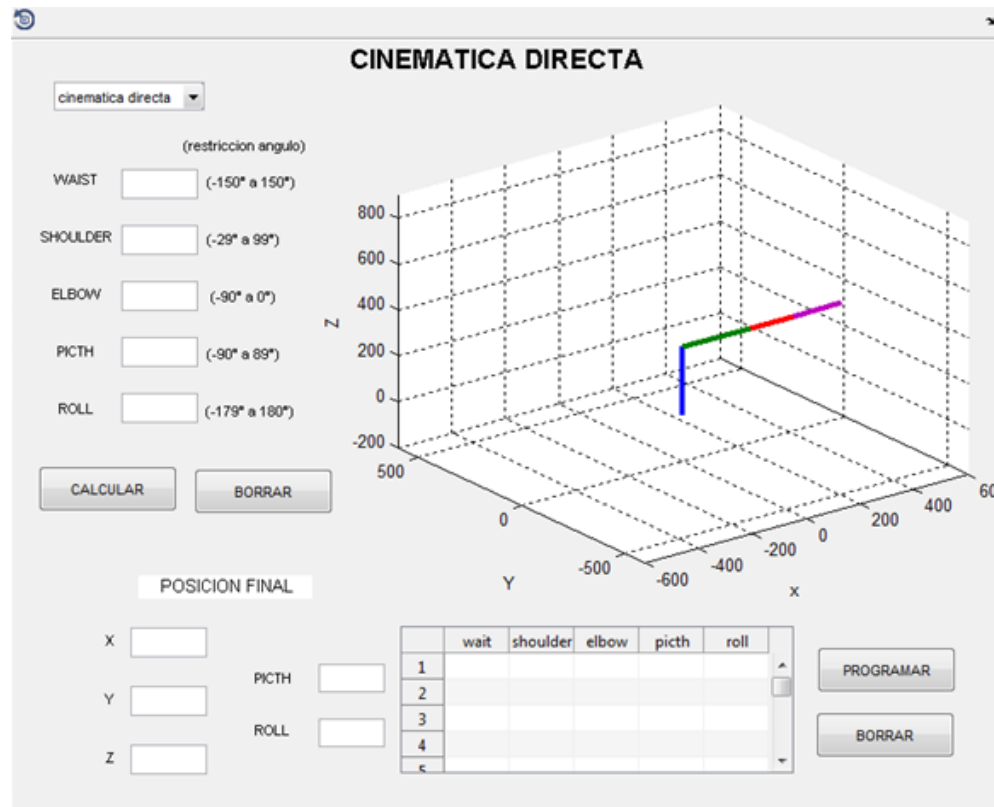 CINEMATICA DIRECTA
cinematica directa
(restriccion angulo)
WAIST (-150° a 150°)
SHOULDER (-29° a 99°)
ELBOW (-90° a 0°)
PICTH (-90° a 89°)
ROLL (-179° a 180°)
CALCULAR BORRAR
800
600
400
200
0
-200
Z
500
0
-500
Y
-600
-400
-200
0
200
400
60
x
POSICION FINAL
X
Y
Z
PICTH
ROLL
wait shoulder elbow picth roll
1
2
3
4
5
PROGRAMAR
BORRAR